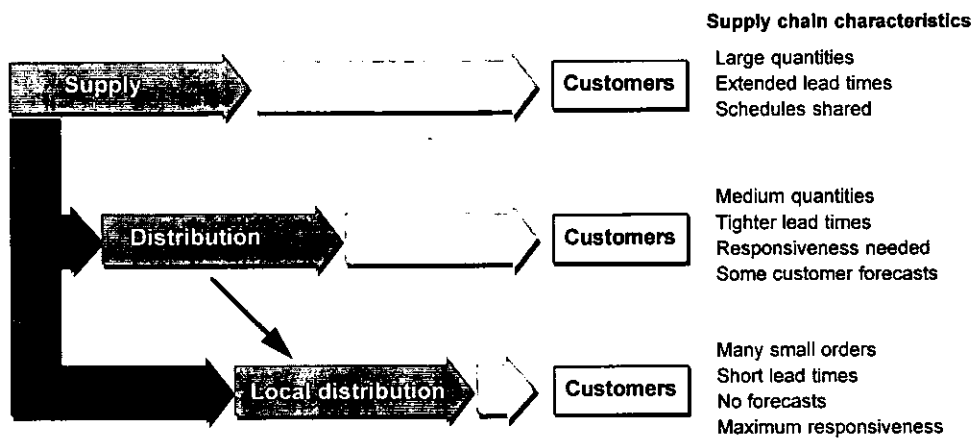 Supply chain characteristics
Supply
Customers
Large quantities
Extended lead times
Schedules shared
Distribution
Customers
Medium quantities
Tighter lead times
Responsiveness needed
Some customer forecasts
Local distribution
Customers
Many small orders
Short lead times
No forecasts
Maximum responsiveness